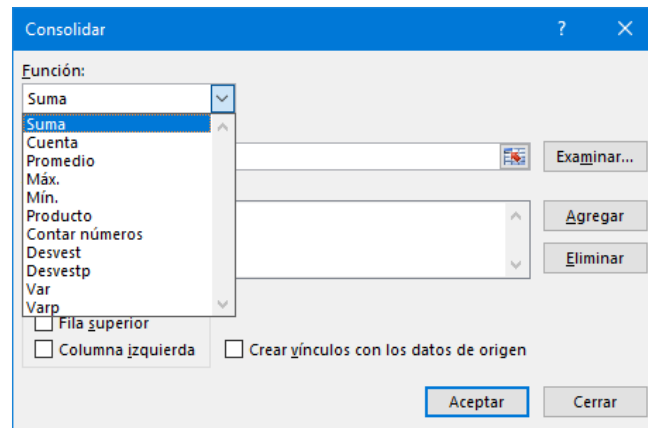 Consolidar ?
Función:
Suma
Suma
Cuenta
Promedio
Máx.
Mín.
Producto
Contar números
Desvest
Desvestp
Var
Varp
Examinar...
Agregar
Eliminar
Fila superior
Columna izquierda Crear vínculos con los datos de origen
Aceptar Cerrar